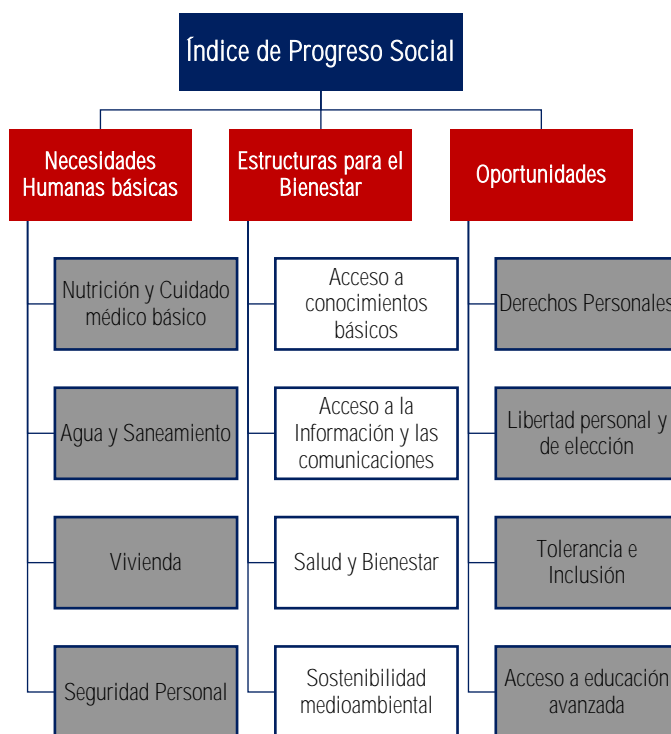 Índice de Progreso Social
Necesidades
Humanas básicas
Estructuras para el
Bienestar
Oportunidades
Nutrición y Cuidado
médico básico
Agua y Saneamiento
Vivienda
Seguridad Personal
Acceso a
conocimientos
básicos
Acceso a la
Información y las
comunicaciones
Salud y Bienestar
Sostenibilidad
medioambiental
Derechos Personales
Libertad personal y
de elección
Tolerancia e
Inclusión
Acceso a educación
avanzada